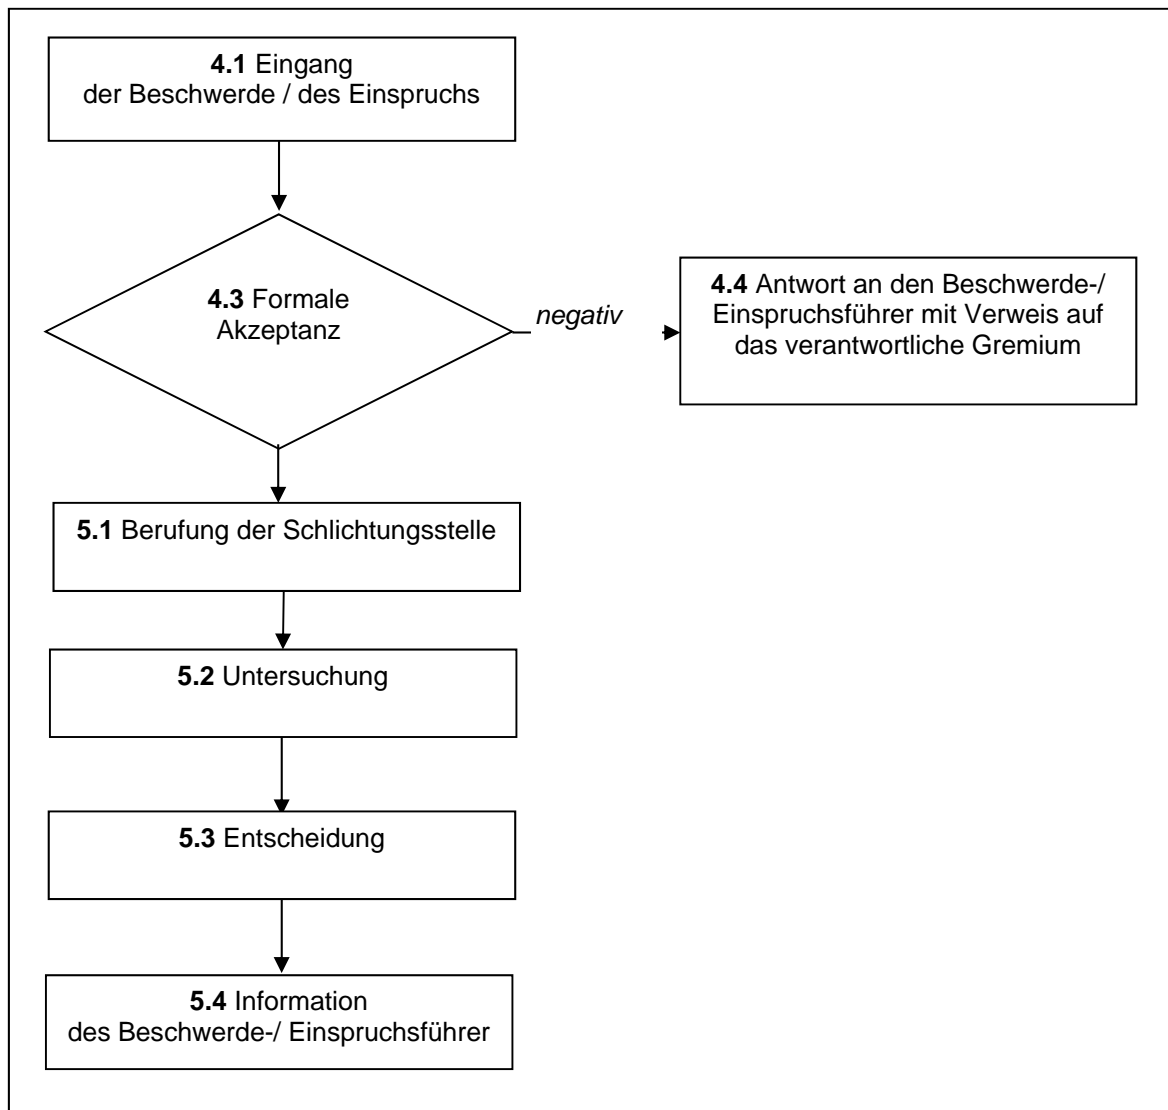 4.1 Eingang
der Beschwerde / des Einspruchs
4.3 Formale
Akzeptanz
negativ
4.4 Antwort an den Beschwerde-/
Einspruchsführer mit Verweis auf
das verantwortliche Gremium
5.1 Berufung der Schlichtungsstelle
5.2 Untersuchung
5.3 Entscheidung
5.4 Information
des Beschwerde-/ Einspruchsführer